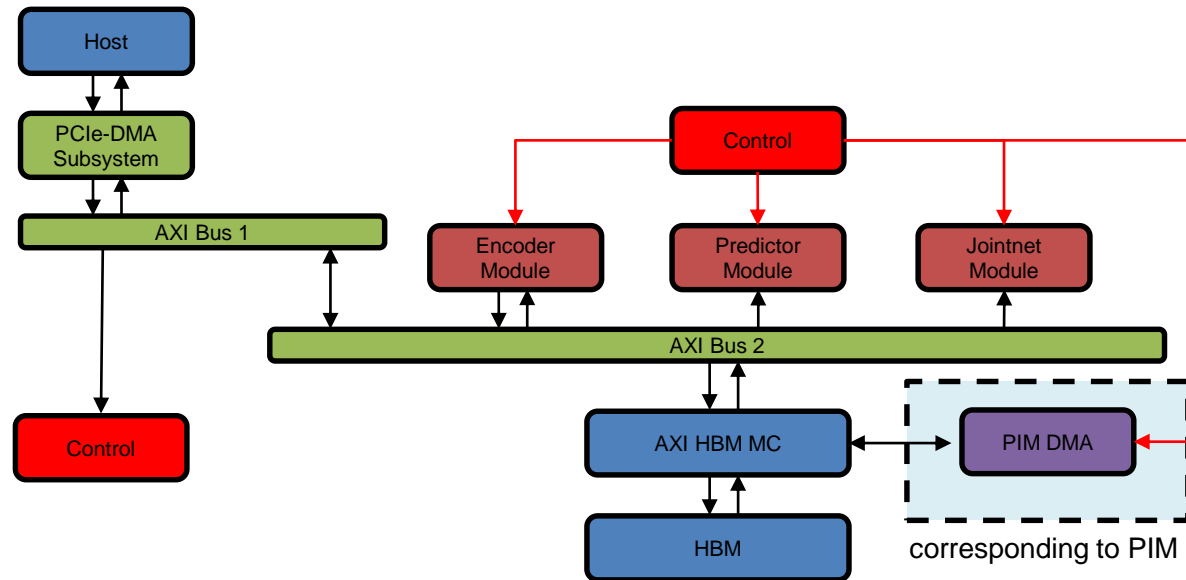 Host
PCIe-DMA
Subsystem
Control
AXI Bus 1
Encoder
Module
Predictor
Module
Jointnet
Module
AXI Bus 2
Control
AXI HBM MC
PIM DMA
HBM
corresponding to PIM